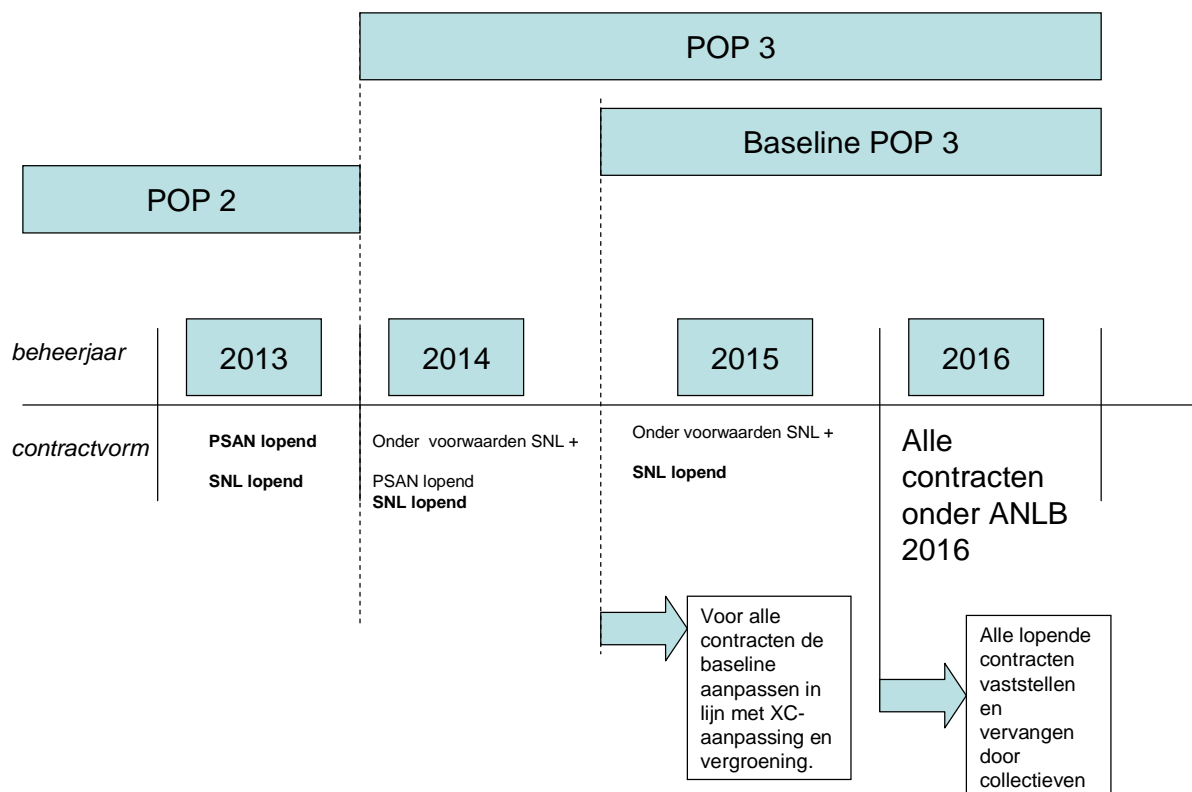 POP 3
Baseline POP 3
POP 2
beheerjaar
2013
2014
2015
2016
contractvorm
PSAN lopend
SNL lopend
Onder voorwaarden SNL +
PSAN lopend
SNL lopend
Onder voorwaarden SNL +
SNL lopend
Alle
contracten
onder ANLB
2016
Voor alle
contracten de
baseline
aanpassen in
lijn met XC-
aanpassing en
vergroening.
Alle lopende
contracten
vaststellen
en
vervangen
door
collectieven